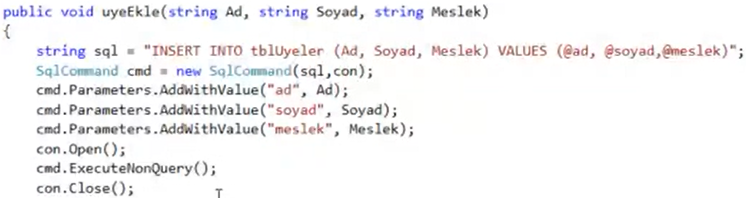 public void uyeEkle(string Ad, string Soyad, string Meslek)
{
string sql = "INSERT INTO tblUyeler (Ad, Soyad, Meslek) VALUES (@ad, @soyad,@meslek)";
SqlCommand cmd = new SqlCommand(sql,con);
cmd.Parameters.AddWithValue("ad", Ad);
cmd.Parameters.AddWithValue("soyad", Soyad);
cmd.Parameters.AddWithValue("meslek", Meslek);
con.Open();
cmd.ExecuteNonQuery();
con.Close();